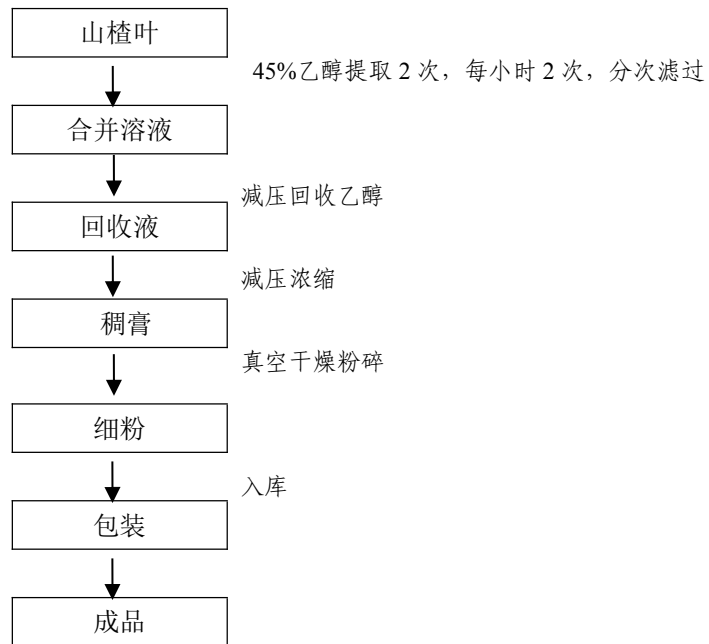 山楂叶
45%乙醇提取 2 次，每小时 2 次，分次滤过
合并溶液
减压回收乙醇
回收液
减压浓缩
稠膏
真空干燥粉碎
细粉
入库
包装
成品